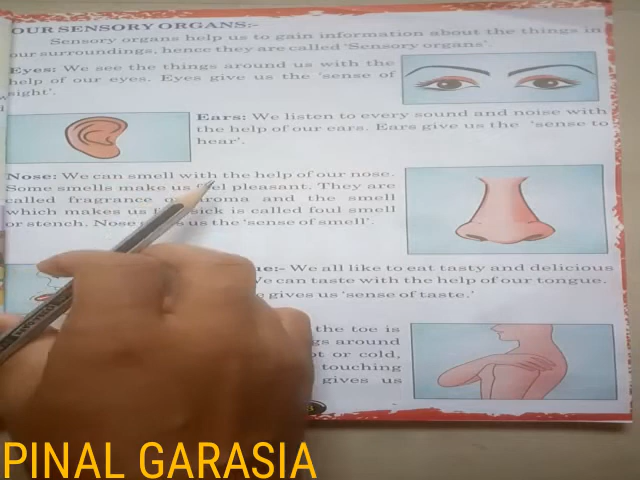 OUR SENSORY ORGANS:-
Sensory organs help us to gain information about the things in
our surroundings, hence they are called 'Sensory organs'.
Eyes: We see the things around us with the
help of our eyes. Eyes give us the 'sense of
sight'.
Ears: We listen to every sound and noise with
the help of our ears. Ears give us the 'sense to
hear'.
Nose: We can smell with the help of our nose.
Some smells make us pleasant. They are
called fragrance aroma and the smell
which makes us sick is called foul smell
or stench. Nose us the 'sense of smell'.
We all like to eat tasty and delicious
We can taste with the help of our tongue.
gives us 'sense of taste.'
the toe is
around
or cold,
touching
gives us
PINAL GARASIA